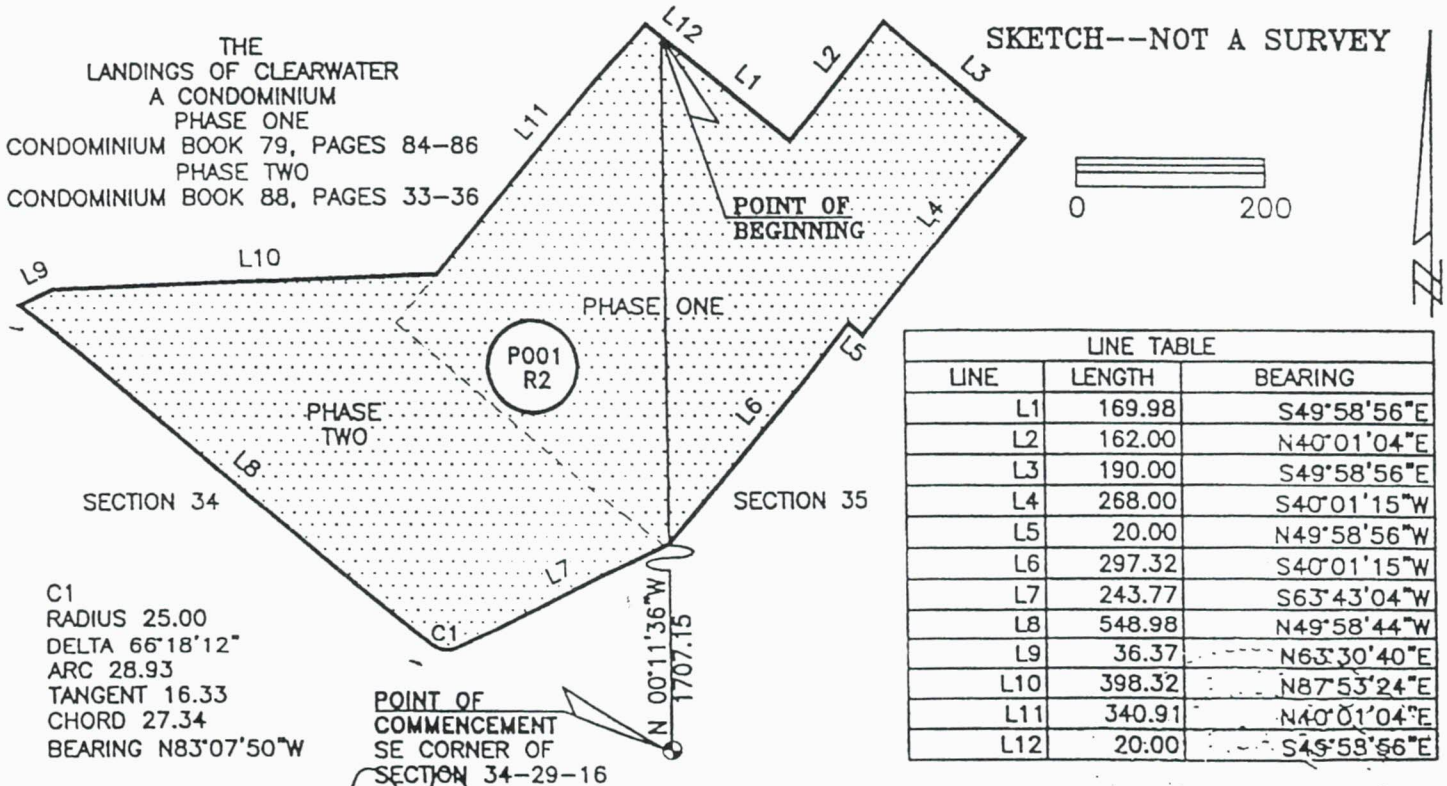 THE
LANDINGS OF CLEARWATER
A CONDOMINIUM
PHASE ONE
CONDOMINIUM BOOK 79, PAGES 84-86
PHASE TWO
CONDOMINIUM BOOK 88, PAGES 33-36
SKETCH--NOT A SURVEY
L12
L1
L2
L3
L11
L4
POINT OF
BEGINNING
0 200
N
L9
L10
PHASE ONE
L5
P001
R2
PHASE
TWO
L6
L8
SECTION 34
SECTION 35
L7
C1
C1
RADIUS 25.00
DELTA 66°18'12"
ARC 28.93
TANGENT 16.33
CHORD 27.34
BEARING N83°07'50"W
N 00°11'36"W
1707.15
POINT OF
COMMENCEMENT
SE CORNER OF
SECTION 34-29-16
LINE TABLE
LINE LENGTH BEARING
L1 169.98 S49°58'56"E
L2 162.00 N40°01'04"E
L3 190.00 S49°58'56"E
L4 268.00 S40°01'15"W
L5 20.00 N49°58'56"W
L6 297.32 S40°01'15"W
L7 243.77 S63°43'04"W
L8 548.98 N49°58'44"W
L9 36.37 N63°30'40"E
L10 398.32 N87°53'24"E
L11 340.91 N40°01'04"E
L12 20.00 S49°58'56"E